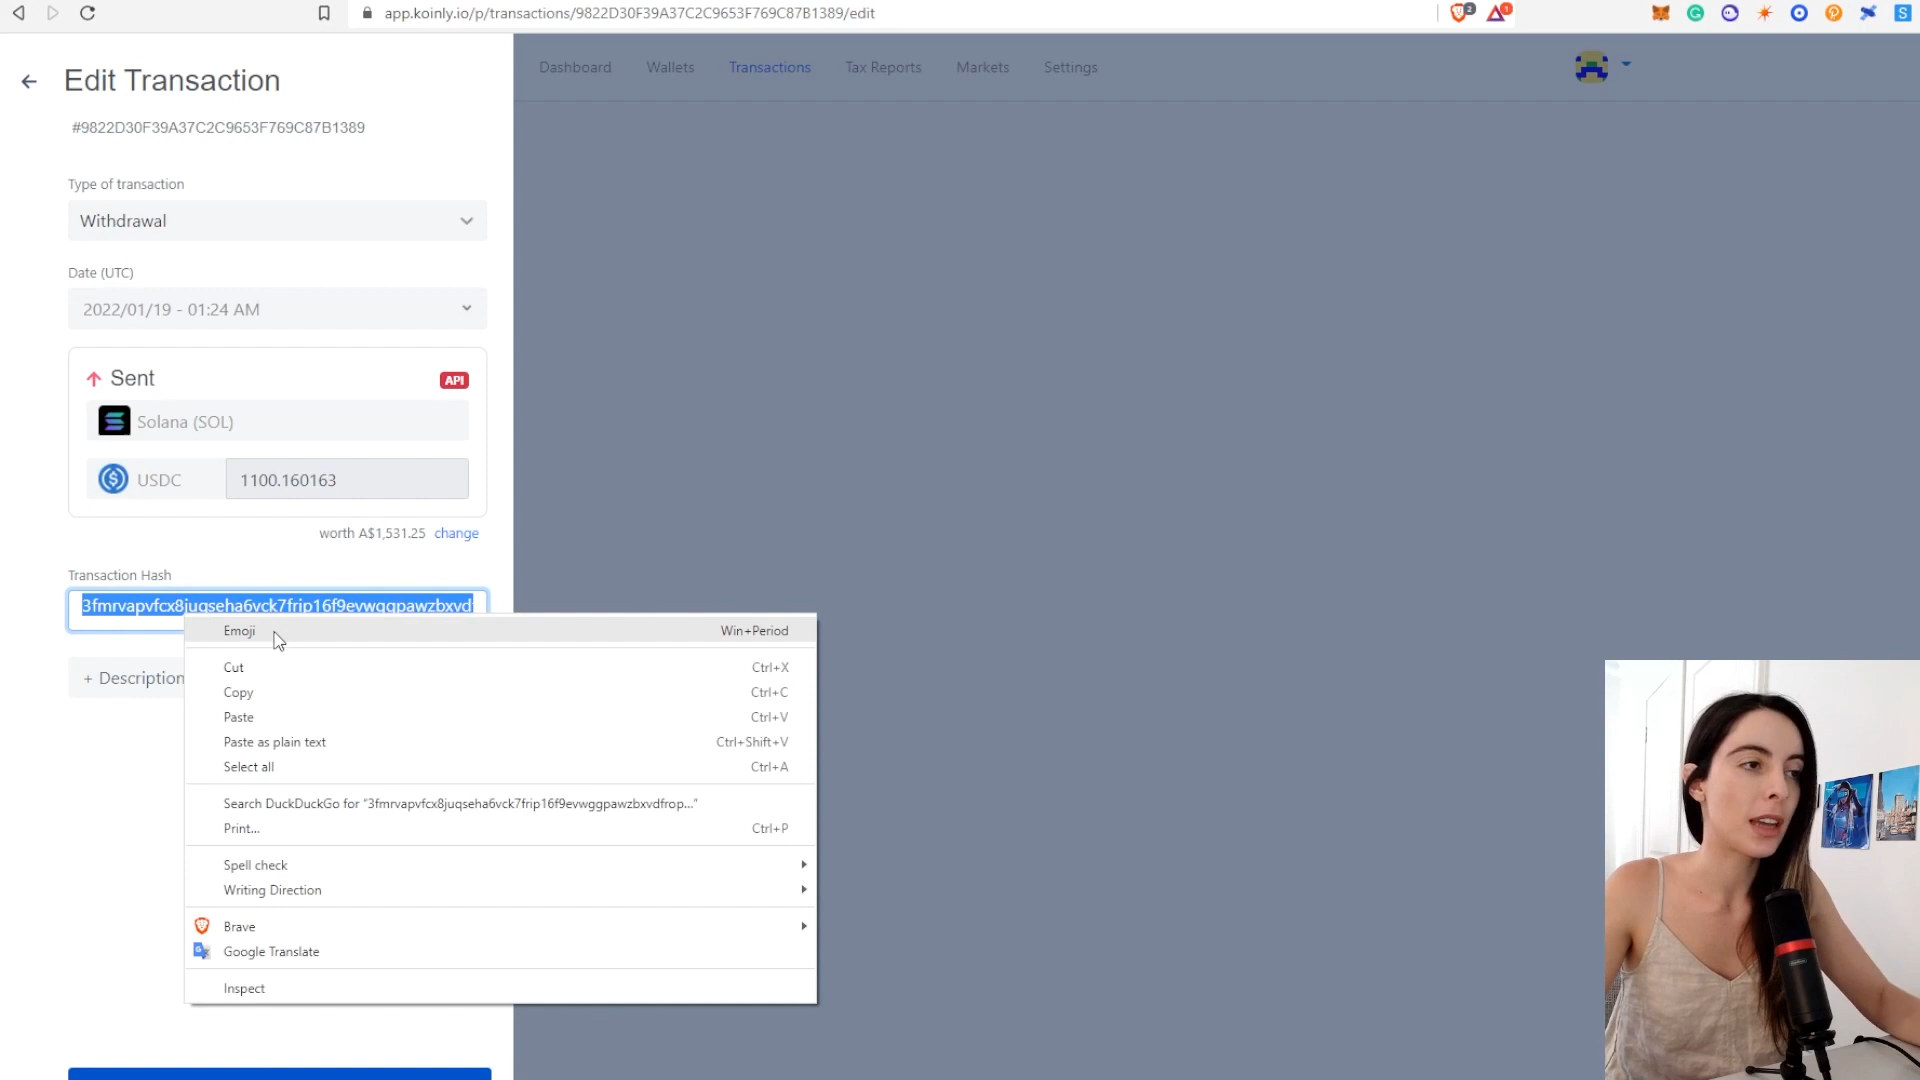 app.koinly.io/p/transactions/9822D30F39A37C2C9653F769C87B1389/edit
2
1
S
Edit Transaction
Dashboard
Wallets
Transactions
Tax Reports
Markets
Settings
#9822D30F39A37C2C9653F769C87B1389
Type of transaction
Withdrawal
Date (UTC)
2022/01/19 - 01:24 AM
Sent
API
Solana (SOL)
USDC
1100.160163
worth A$1,531.25 change
Transaction Hash
3fmrvapvfcx8juqseha6vck7frip16f9evwggpawzbxvdf
+ Description
Emoji Win+Period
Cut Ctrl+X
Copy Ctrl+C
Paste Ctrl+V
Paste as plain text Ctrl+Shift+V
Select all Ctrl+A
Search DuckDuckGo for “3fmrvapvfcx8juqseha6vck7frip16f9evwggpawzbxvdfrop...”
Print... Ctrl+P
Spell check
Writing Direction
Brave
Google Translate
Inspect